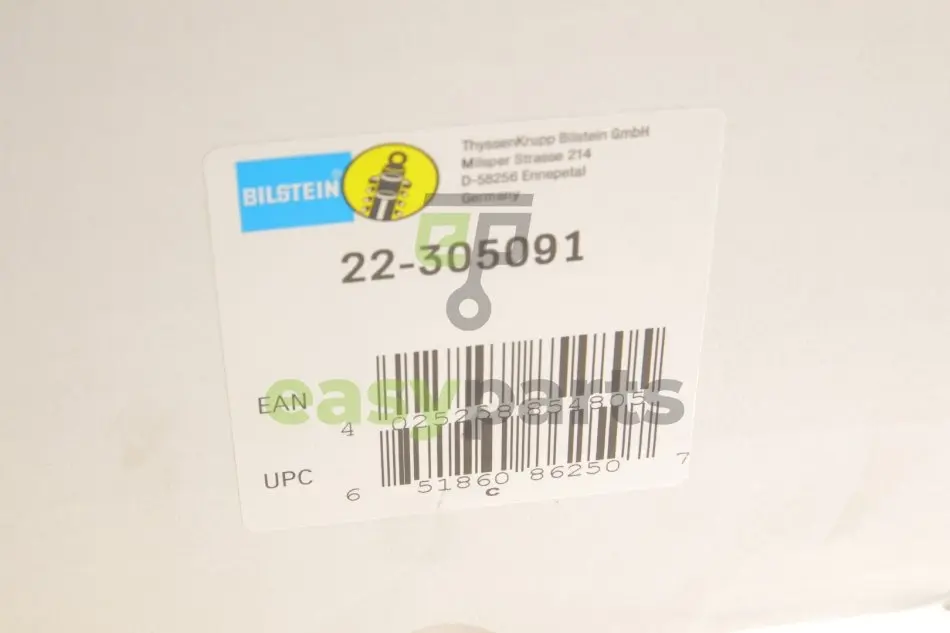 BILSTEIN®
ThyssenKrupp Bilstein GmbH
Milsper Strasse 214
D-58256 Ennepetal
Germany
22-305091
easyparts
EAN
4 025258 654805
UPC
6 51860 86250 7
c